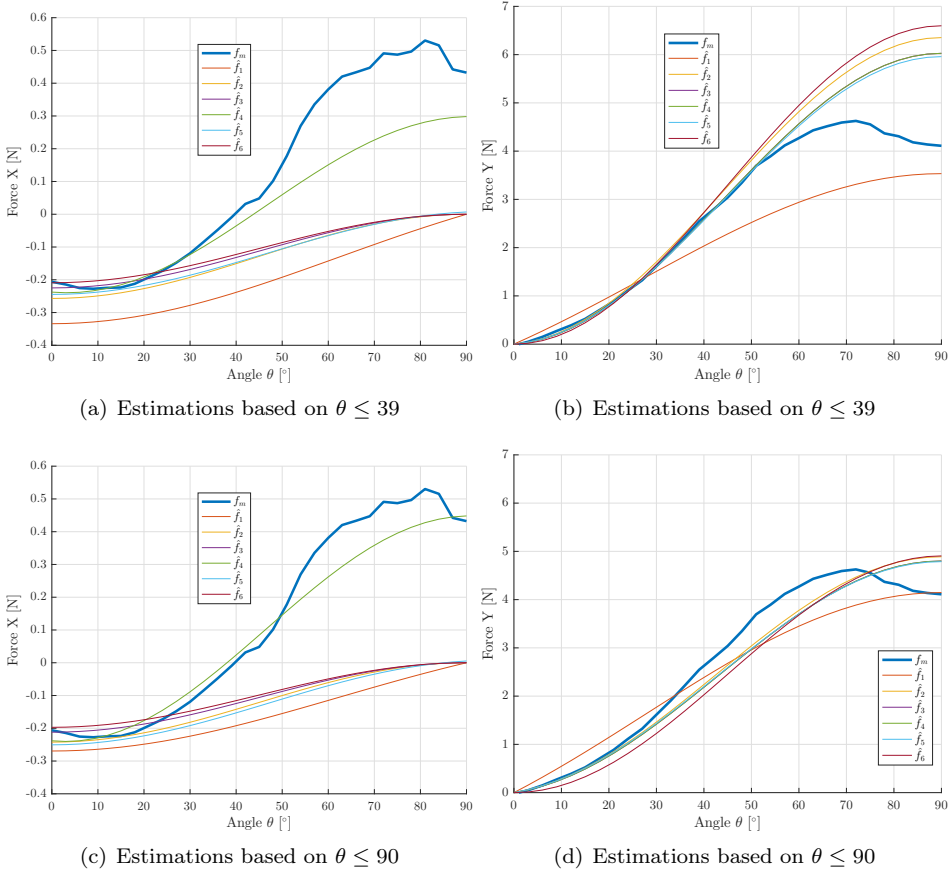 0.6
0.5
0.4
0.3
0.2
0.1
0
-0.1
-0.2
-0.3
-0.4
Force X [N]
f_m
f̂_1
f̂_2
f̂_3
f̂_4
f̂_5
f̂_6
0 10 20 30 40 50 60 70 80 90
Angle θ [°]
(a) Estimations based on θ ≤ 39
7
6
5
4
3
2
1
0
Force Y [N]
f_m
f̂_1
f̂_2
f̂_3
f̂_4
f̂_5
f̂_6
0 10 20 30 40 50 60 70 80 90
Angle θ [°]
(b) Estimations based on θ ≤ 39
0.6
0.5
0.4
0.3
0.2
0.1
0
-0.1
-0.2
-0.3
-0.4
Force X [N]
f_m
f̂_1
f̂_2
f̂_3
f̂_4
f̂_5
f̂_6
0 10 20 30 40 50 60 70 80 90
Angle θ [°]
(c) Estimations based on θ ≤ 90
7
6
5
4
3
2
1
0
Force Y [N]
f_m
f̂_1
f̂_2
f̂_3
f̂_4
f̂_5
f̂_6
0 10 20 30 40 50 60 70 80 90
Angle θ [°]
(d) Estimations based on θ ≤ 90